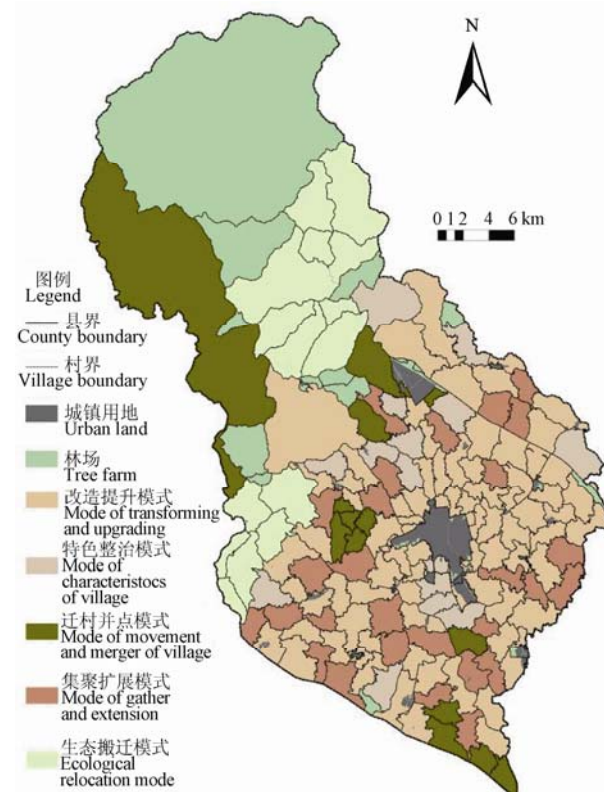 N
0 1 2 4 6 km
图例
Legend
县界
County boundary
村界
Village boundary
城镇用地
Urban land
林场
Tree farm
改造提升模式
Mode of transforming
and upgrading
特色整治模式
Mode of
characteristocs
of village
迁村并点模式
Mode of movement
and merger of village
集聚扩展模式
Mode of gather
and extension
生态搬迁模式
Ecological
relocation mode